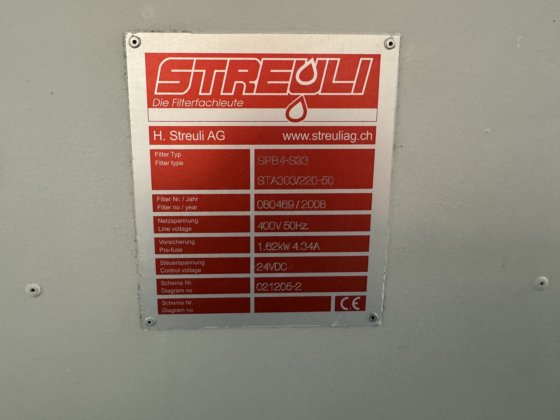 STREULI
Die Filterfachleute
H. Streuli AG www.streuliag.ch
Filter Typ
Filter type
SPB4-S93
STA303/220-50
Filter Nr. / Jahr
Filter no / year
080469 / 2008
Netzspannung
Line voltage
400V 50Hz.
Vorsicherung
Pre-fuse
1.62kW 4.34A
Steuerspannung
Control voltage
24VDC
Schema Nr.
Diagram no
021205-2
Schema Nr.
Diagram no
CE